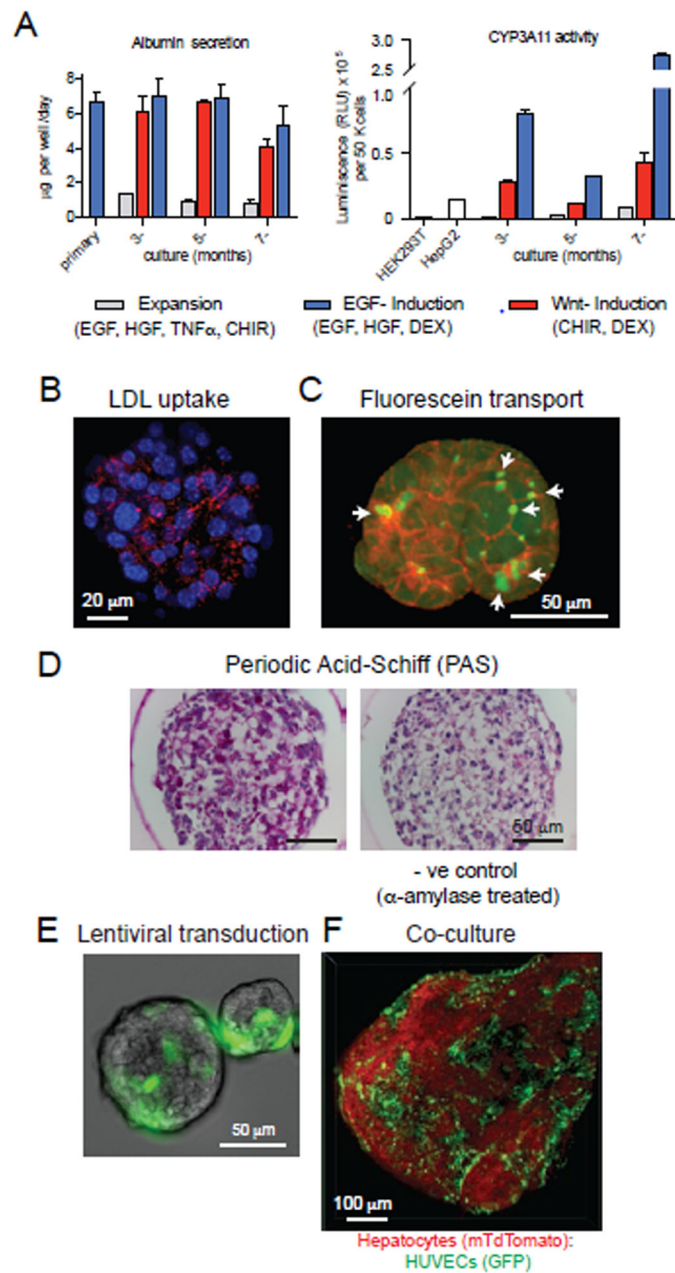 A
Albumin secretion
CYP3A11 activity
μg per well/day
8
6
4
2
0
primary
3-
5-
7-
culture (months)
Luminiscence (RLU) x 10⁵
per 50 K cells
3.0
2.5
1.0
0.5
0
HEK293T
HepG2
3-
5-
7-
culture (months)
Expansion
(EGF, HGF, TNFα, CHIR)
EGF- Induction
(EGF, HGF, DEX)
Wnt- Induction
(CHIR, DEX)
B
LDL uptake
20 μm
C
Fluorescein transport
50 μm
D
Periodic Acid-Schiff (PAS)
50 μm
- ve control
(α-amylase treated)
E
Lentiviral transduction
50 μm
F
Co-culture
100 μm
Hepatocytes (mTdTomato):
HUVECs (GFP)